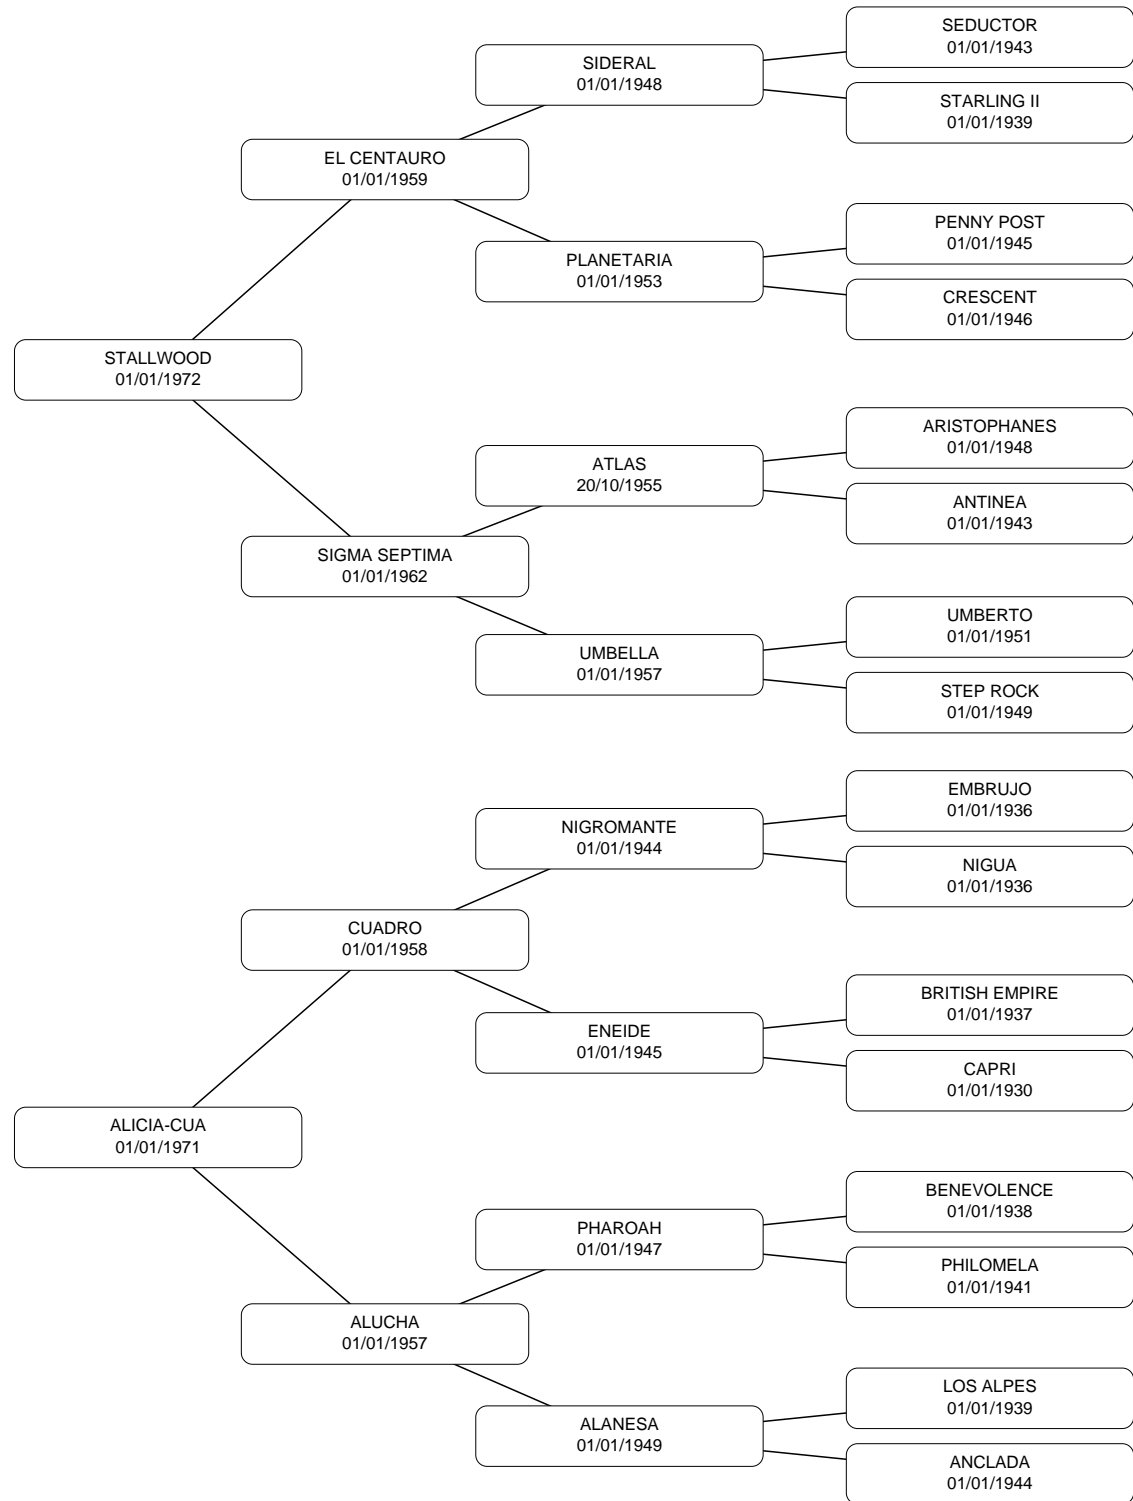 SEDUCTOR
01/01/1943
SIDERAL
01/01/1948
STARLING II
01/01/1939
EL CENTAURO
01/01/1959
PENNY POST
01/01/1945
PLANETARIA
01/01/1953
CRESCENT
01/01/1946
STALLWOOD
01/01/1972
ARISTOPHANES
01/01/1948
ATLAS
20/10/1955
ANTINEA
01/01/1943
SIGMA SEPTIMA
01/01/1962
UMBERTO
01/01/1951
UMBELLA
01/01/1957
STEP ROCK
01/01/1949
EMBRUJO
01/01/1936
NIGROMANTE
01/01/1944
NIGUA
01/01/1936
CUADRO
01/01/1958
BRITISH EMPIRE
01/01/1937
ENEIDE
01/01/1945
CAPRI
01/01/1930
ALICIA-CUA
01/01/1971
BENEVOLENCE
01/01/1938
PHAROAH
01/01/1947
PHILOMELA
01/01/1941
ALUCHA
01/01/1957
LOS ALPES
01/01/1939
ALANESA
01/01/1949
ANCLADA
01/01/1944